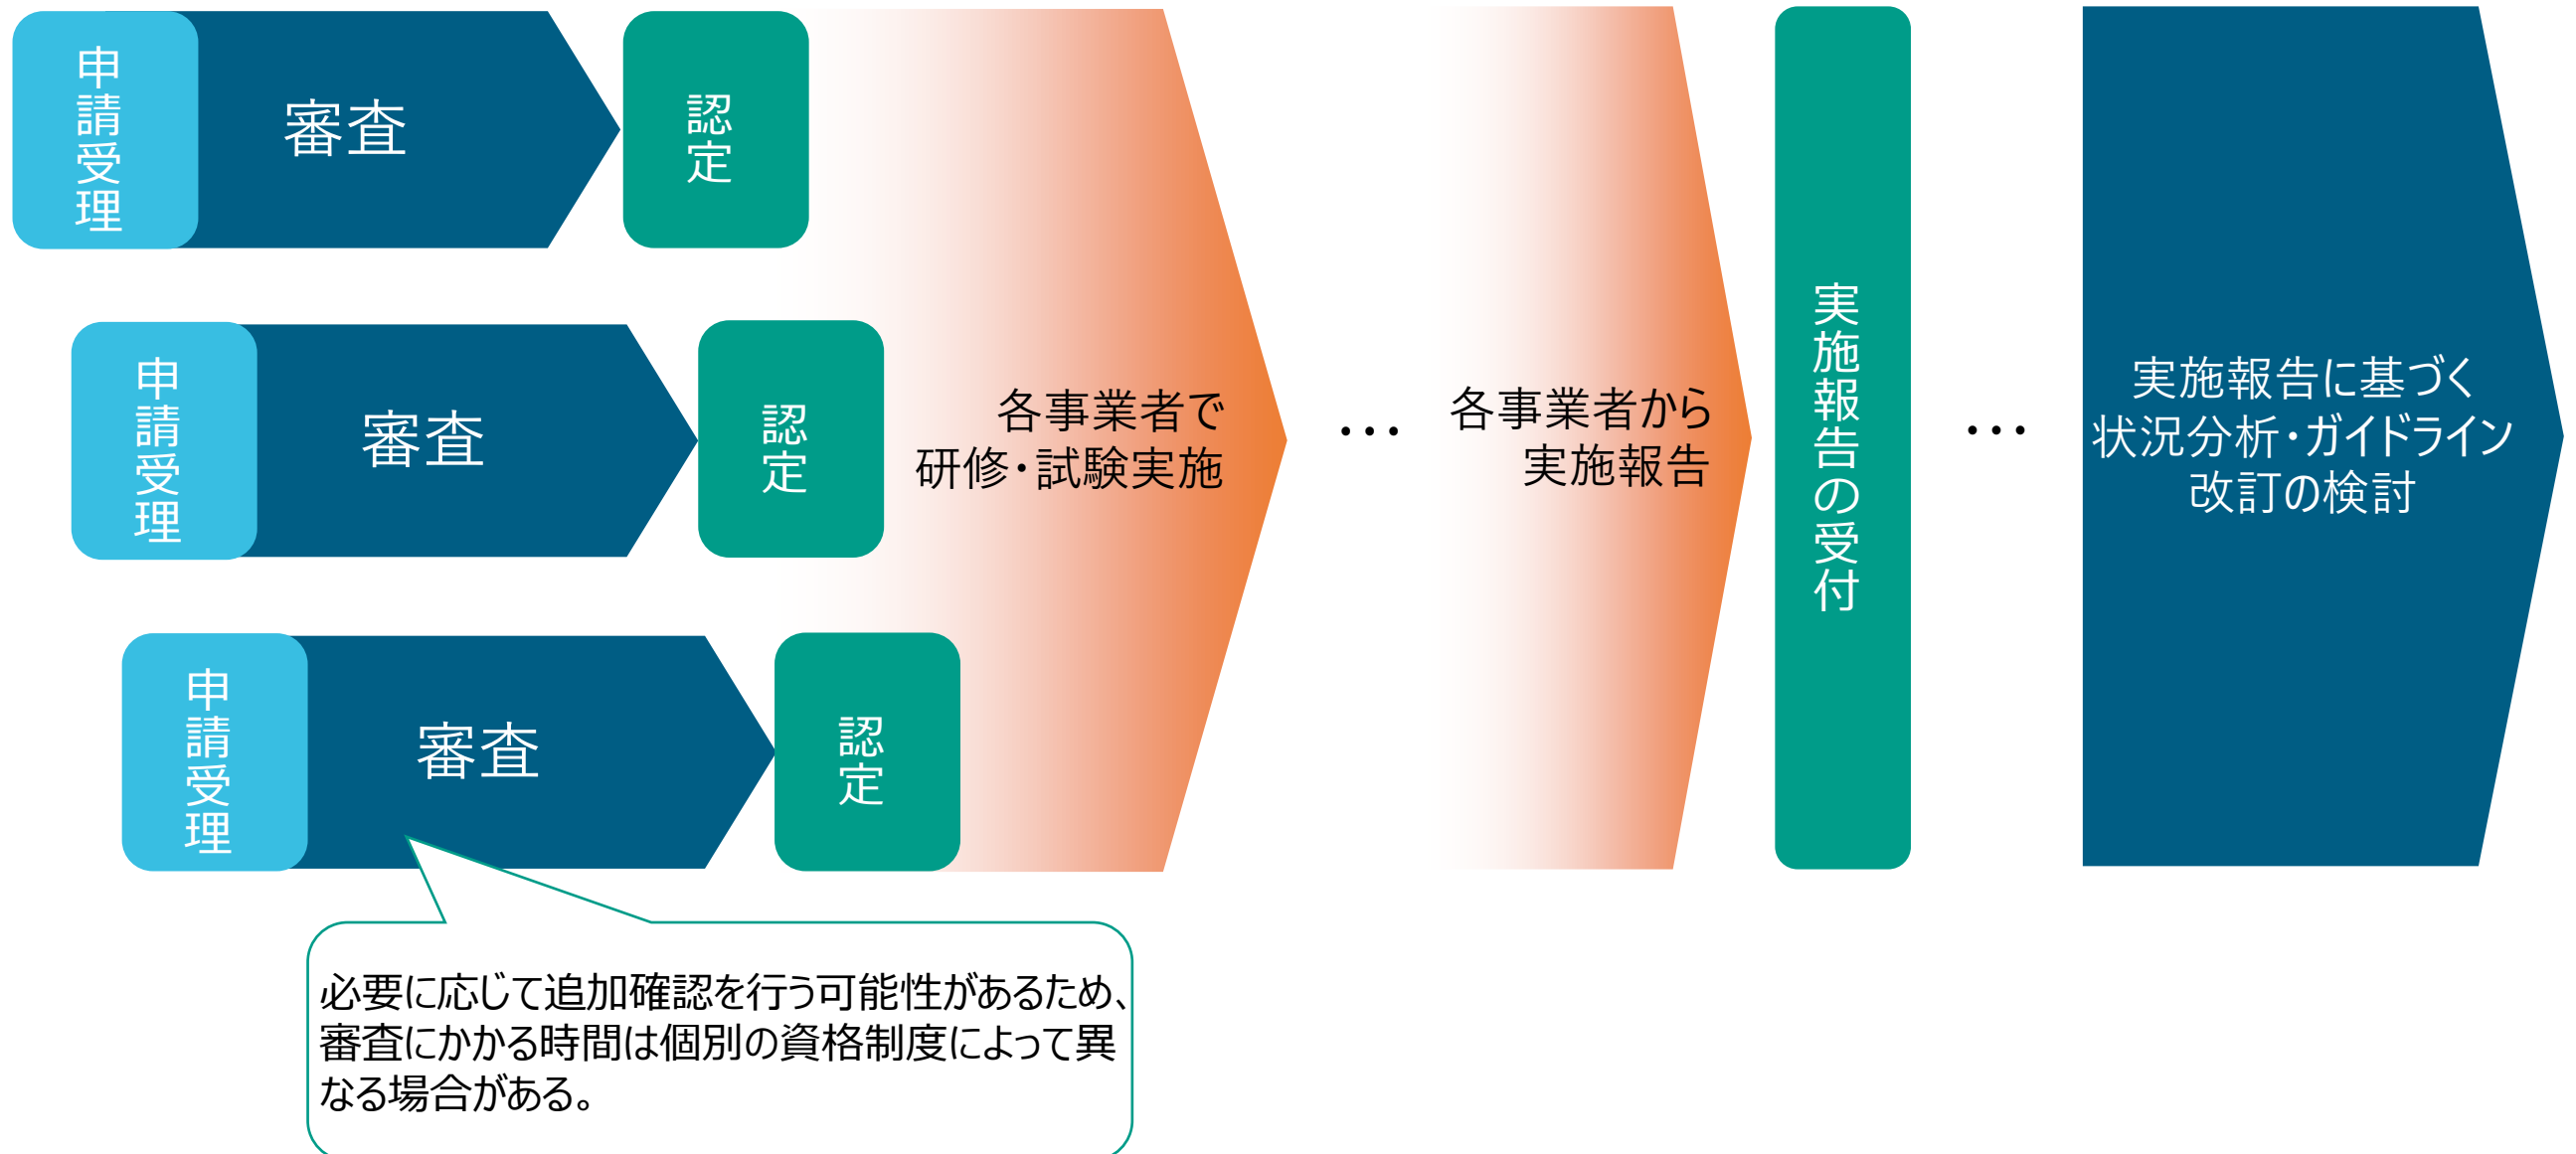 申請受理
審査
認定
申請受理
審査
認定
申請受理
審査
認定
各事業者で
研修・試験実施
…
各事業者から
実施報告
実施報告の受付
…
実施報告に基づく
状況分析・ガイドライン
改訂の検討
必要に応じて追加確認を行う可能性があるため、
審査にかかる時間は個別の資格制度によって異
なる場合がある。